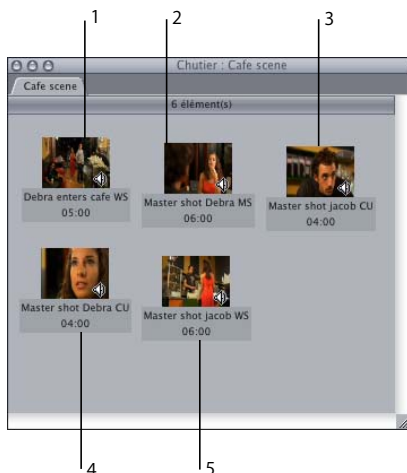 1
2
3
Chutier : Cafe scene
Cafe scene
6 élément(s)
Debra enters cafe WS
05:00
Master shot Debra MS
06:00
Master shot jacob CU
04:00
Master shot Debra CU
04:00
Master shot jacob WS
06:00
4
5